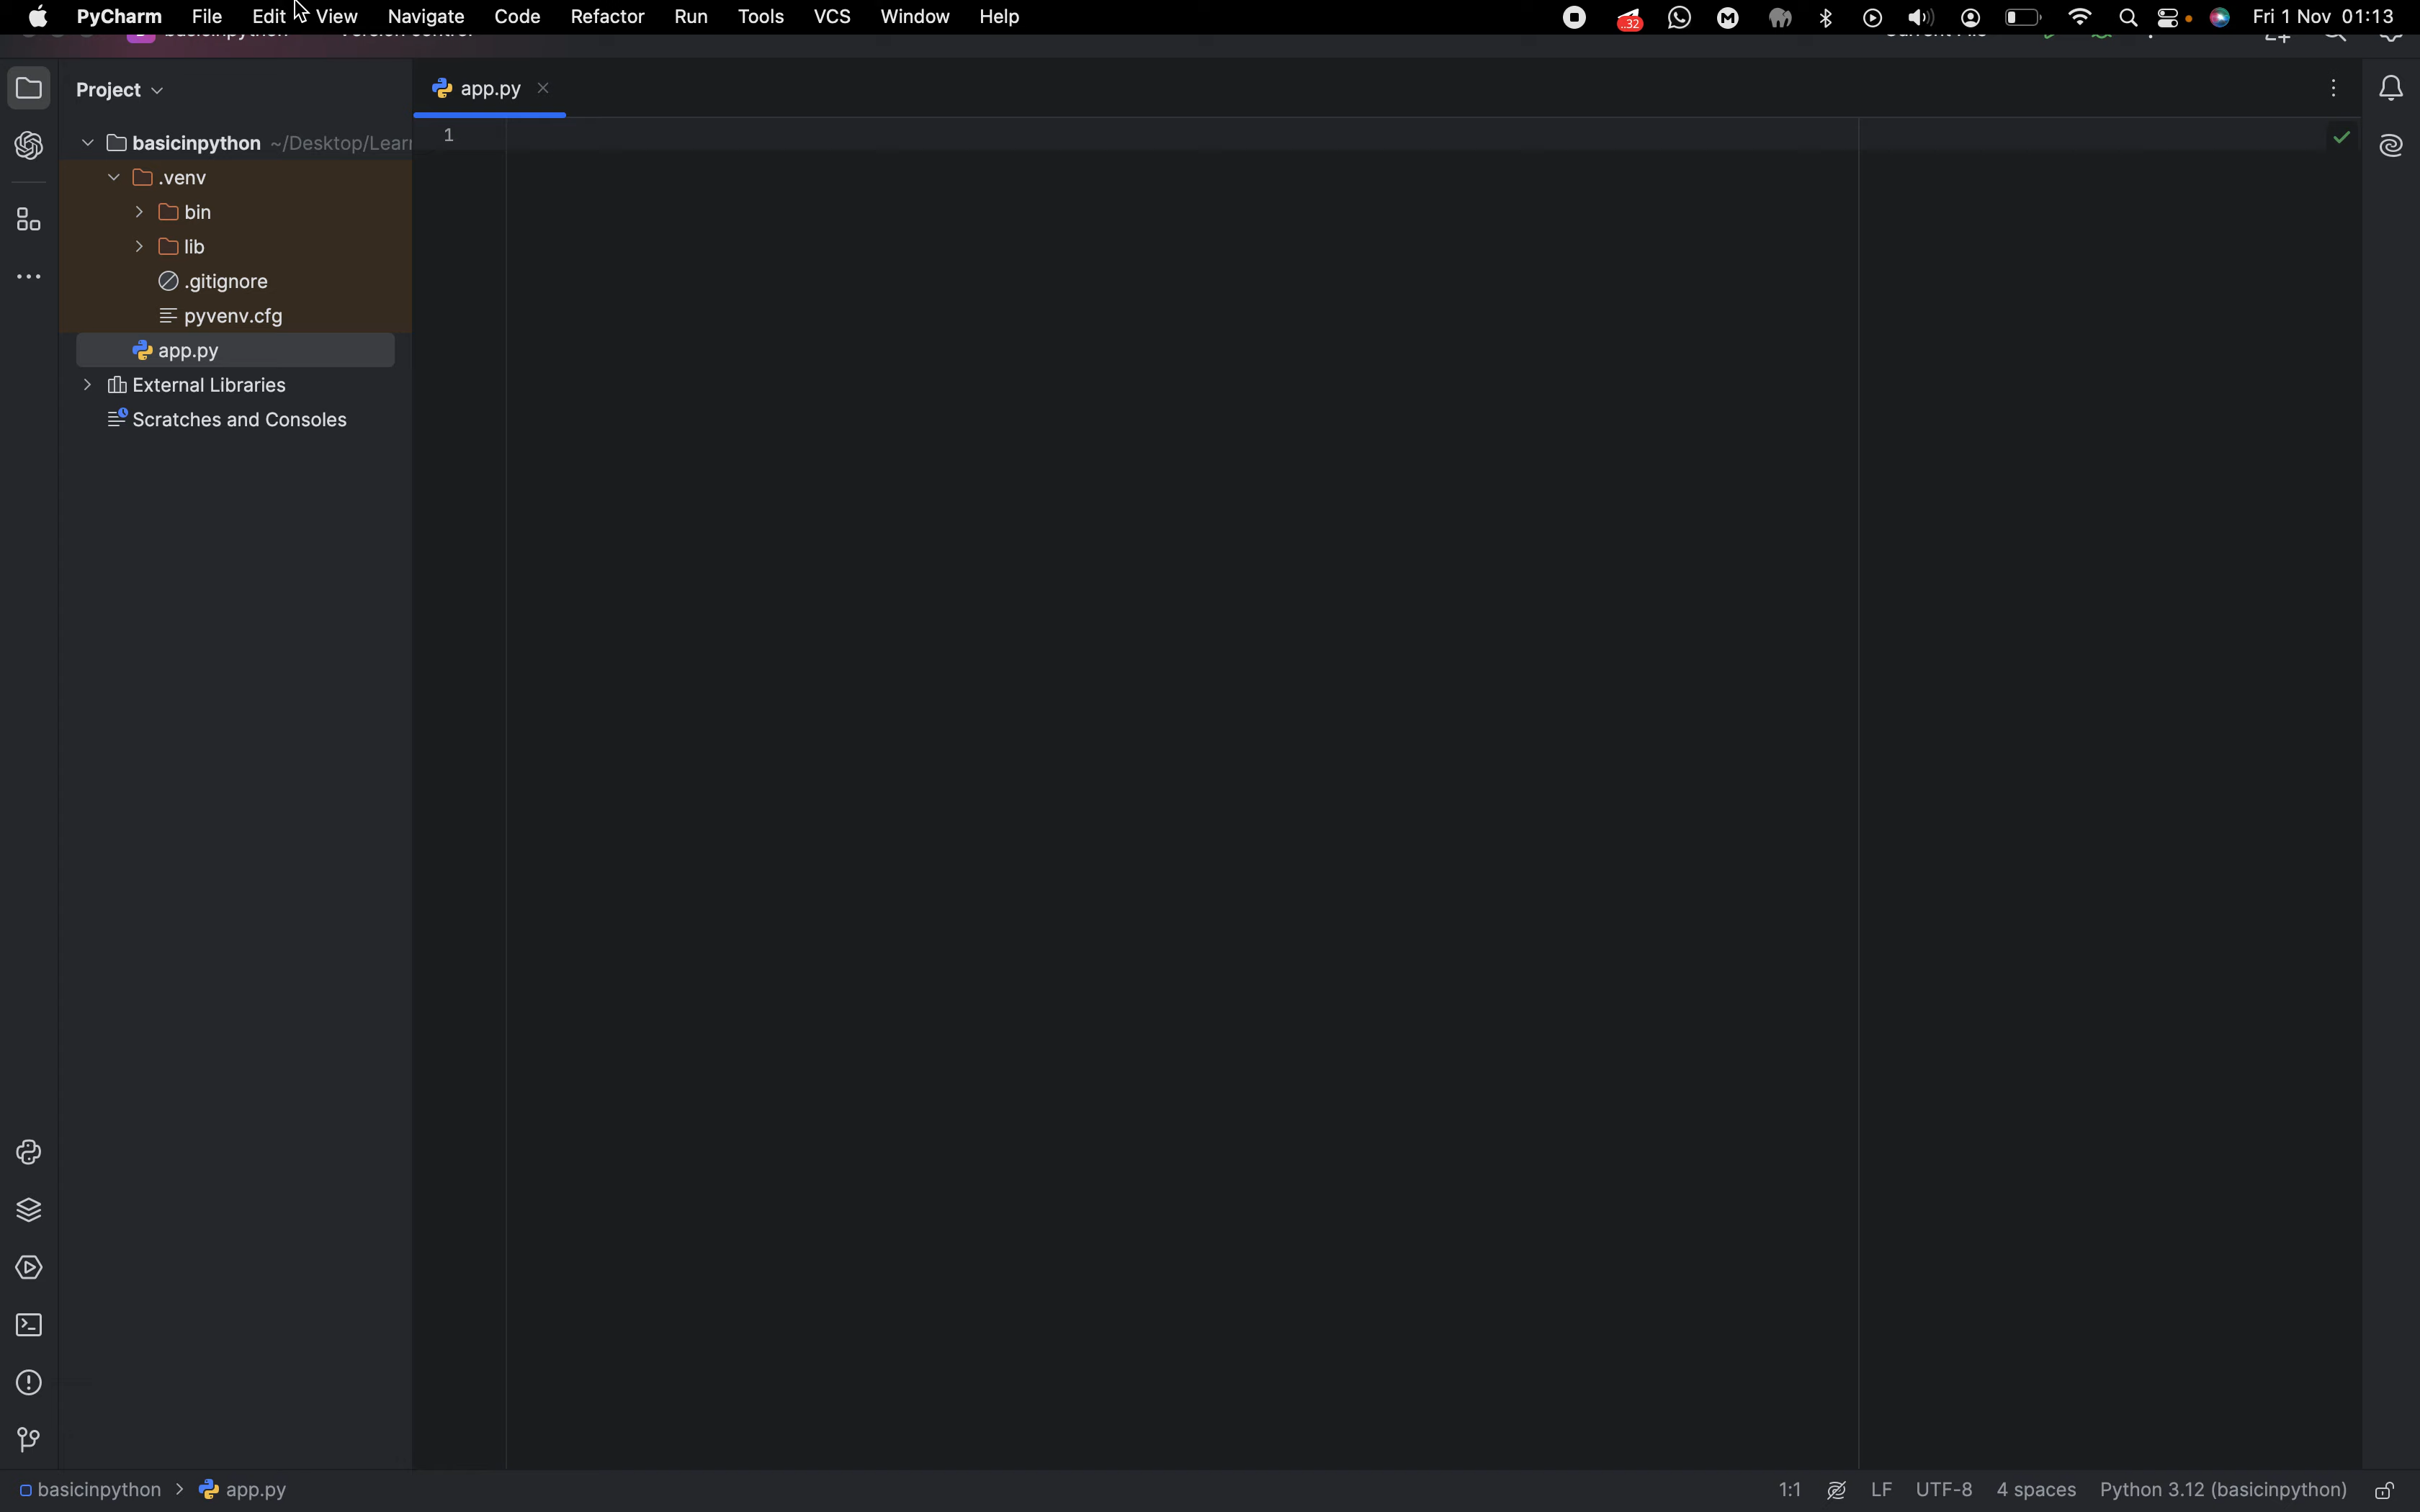 PyCharm File Edit View Navigate Code Refactor Run Tools VCS Window Help ..32 Fri 1 Nov 01:13
Project
app.py
basicinpython ~/Desktop/Lear
1
.venv
bin
lib
.gitignore
pyvenv.cfg
app.py
External Libraries
Scratches and Consoles
basicinpython > app.py 1:1 LF UTF-8 4 spaces Python 3.12 (basicinpython)